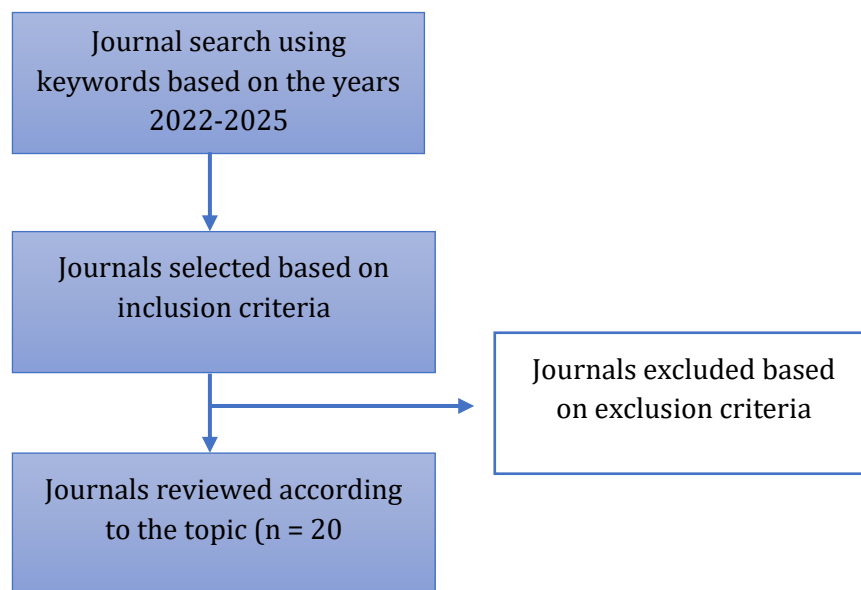 Journal search using
keywords based on the years
2022-2025
Journals selected based on
inclusion criteria
Journals excluded based
on exclusion criteria
Journals reviewed according
to the topic (n = 20